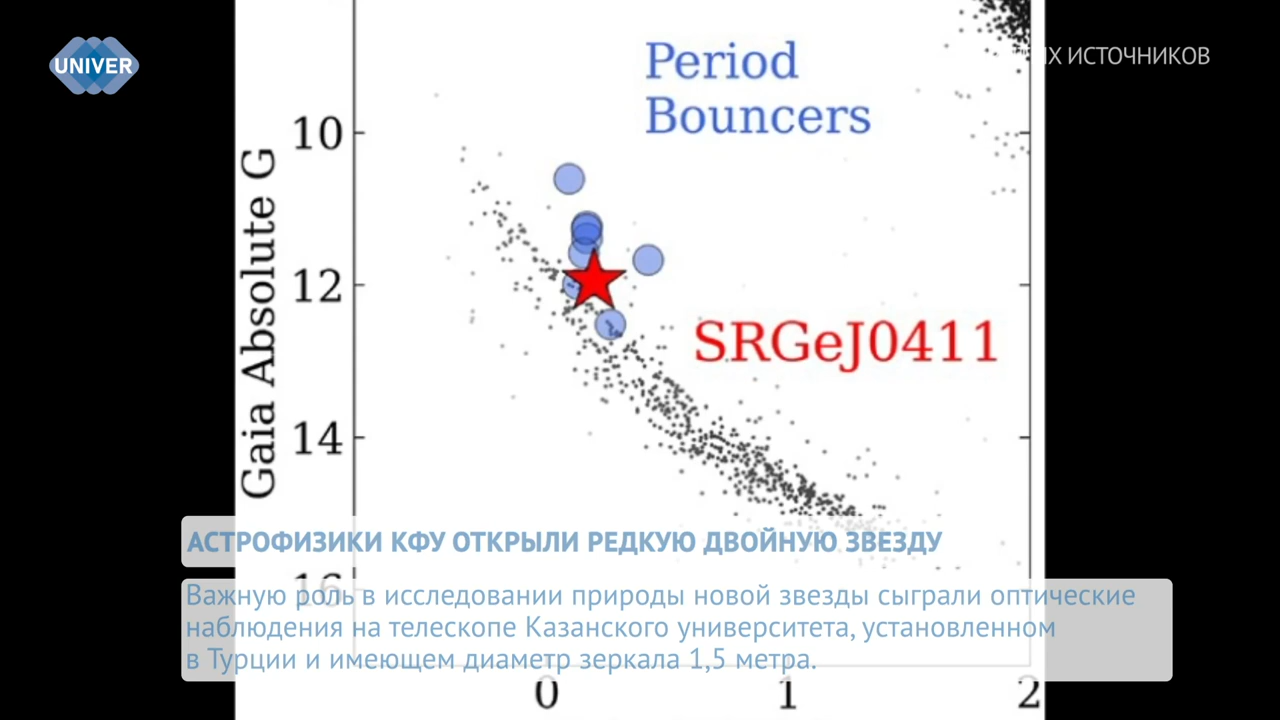 UNIVER
ИСТОЧНИКОВ
Period
Bouncers
10
12
14
16
Gaia Absolute G
SRGeJ0411
АСТРОФИЗИКИ КФУ ОТКРЫЛИ РЕДКУЮ ДВОЙНУЮ ЗВЕЗДУ
Важную роль в исследовании природы новой звезды сыграли оптические
наблюдения на телескопе Казанского университета, установленном
в Турции и имеющем диаметр зеркала 1,5 метра.
0
1
2